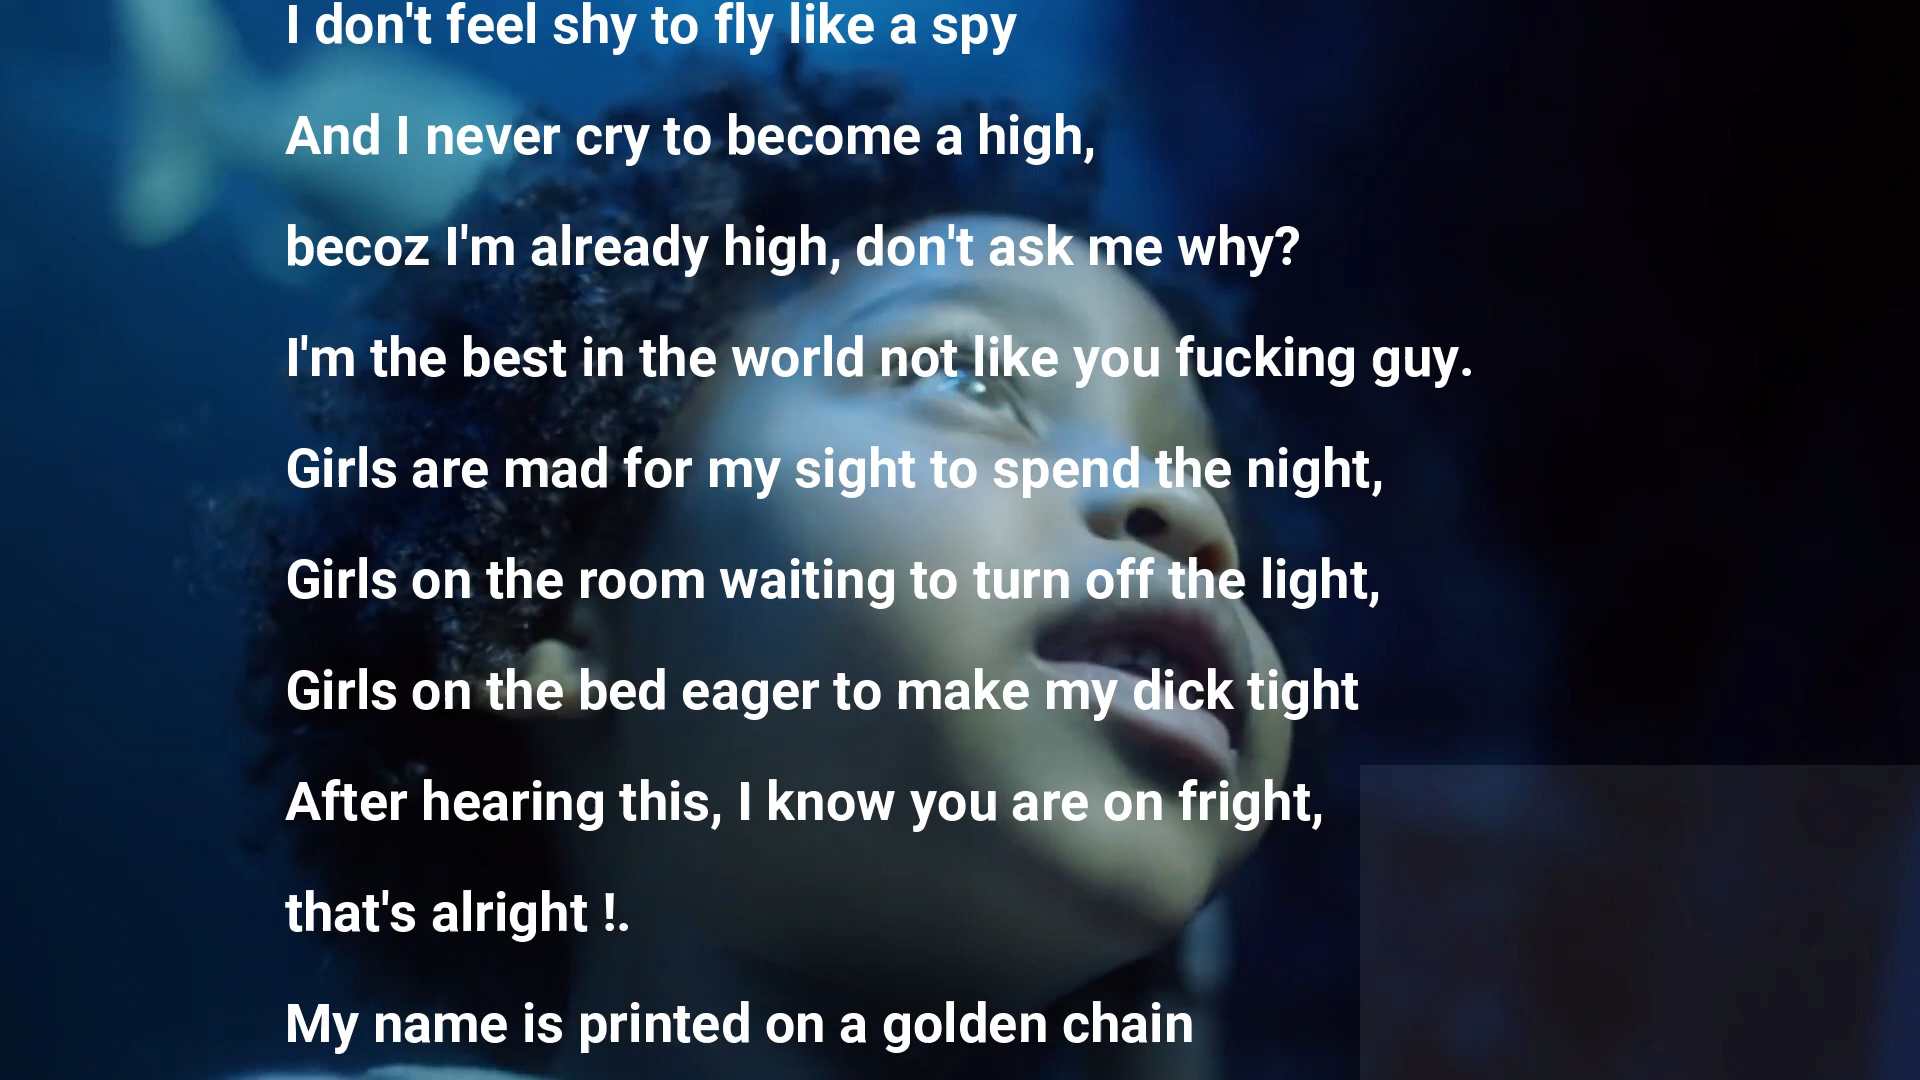 I don't feel shy to fly like a spy
And I never cry to become a high,
becoz I'm already high, don't ask me why?
I'm the best in the world not like you fucking guy.
Girls are mad for my sight to spend the night,
Girls on the room waiting to turn off the light,
Girls on the bed eager to make my dick tight
After hearing this, I know you are on fright,
that's alright !.
My name is printed on a golden chain